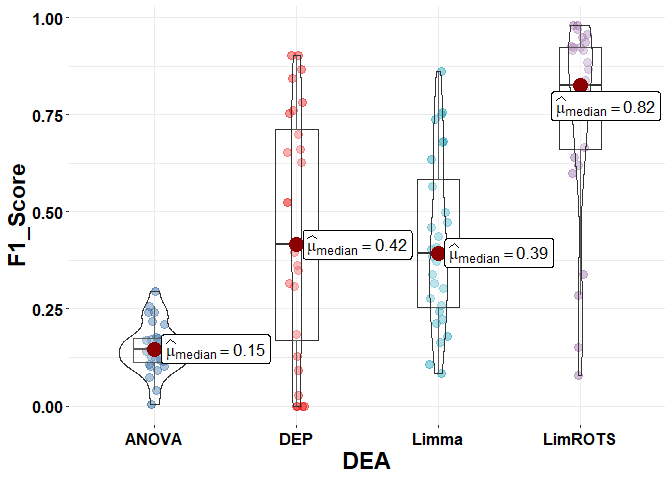 1.00
0.75
0.50
0.25
0.00
F1_Score
μ̂median = 0.15
μ̂median = 0.42
μ̂median = 0.39
μ̂median = 0.82
ANOVA DEP Limma LimROTS
DEA